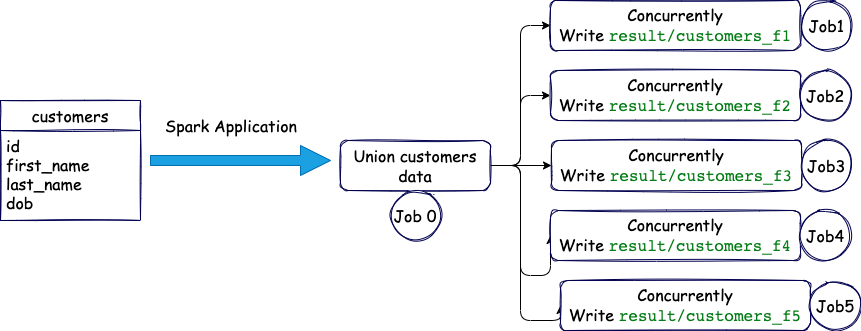 customers
id
first_name
last_name
dob
Spark Application
Union customers
data
Job 0
Concurrently
Write result/customers_f1
Job1
Concurrently
Write result/customers_f2
Job2
Concurrently
Write result/customers_f3
Job3
Concurrently
Write result/customers_f4
Job4
Concurrently
Write result/customers_f5
Job5